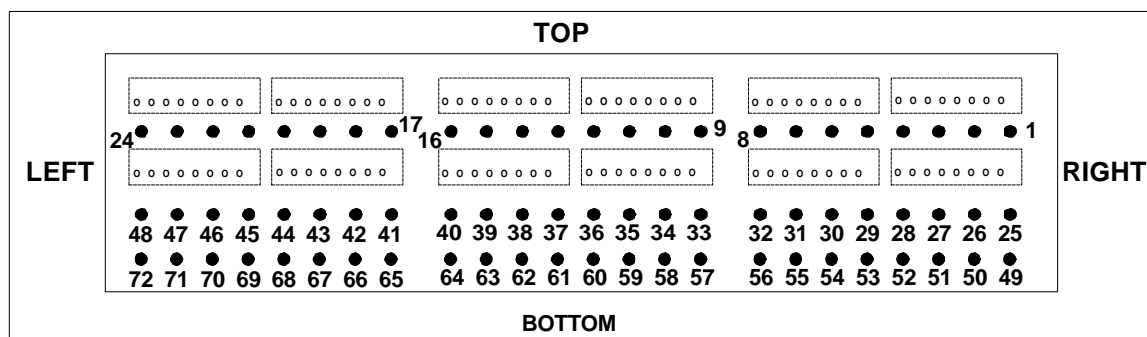 TOP
o o o o o o o o o o o o o o o o o o o o o o o o o o o o o o o o o o o o o o o o o o o o o o o o
24 17 16 9 8 1
LEFT o o o o o o o o o o o o o o o o o o o o o o o o o o o o o o o o o o o o o o o o o o o o o o o o RIGHT
48 47 46 45 44 43 42 41 40 39 38 37 36 35 34 33 32 31 30 29 28 27 26 25
72 71 70 69 68 67 66 65 64 63 62 61 60 59 58 57 56 55 54 53 52 51 50 49
BOTTOM